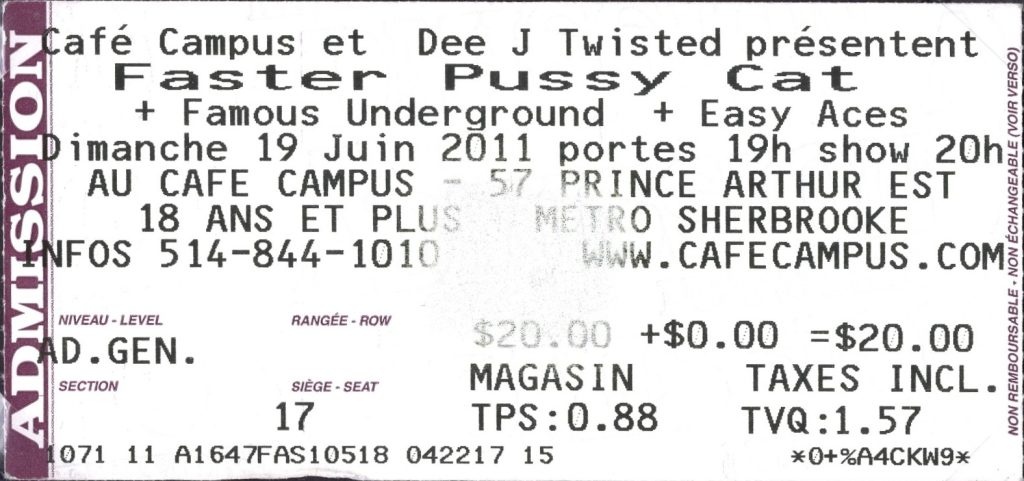 ADMISSION
Café Campus et Dee J Twisted présentent
Faster Pussy Cat
+ Famous Underground + Easy Aces
Dimanche 19 Juin 2011 portes 19h show 20h
AU CAFE CAMPUS - 57 PRINCE ARTHUR EST
18 ANS ET PLUS METRO SHERBROOKE
INFOS 514-844-1010 WWW.CAFECAMPUS.COM
NIVEAU - LEVEL RANGÉE - ROW
$20.00 +$0.00 =$20.00
AD.GEN.
SECTION SIÈGE - SEAT
MAGASIN TAXES INCL.
17 TPS:0.88 TVQ:1.57
1071 11 A1647FAS10518 042217 15 *0+%A4CKW9*
NON REMBOURSABLE - NON ÉCHANGEABLE (VOIR VERSO)